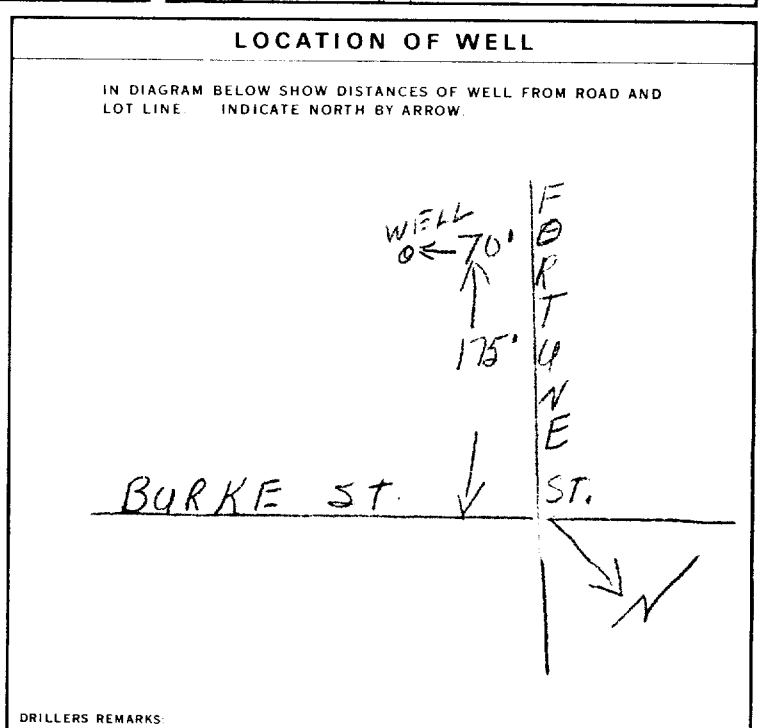 LOCATION OF WELL
IN DIAGRAM BELOW SHOW DISTANCES OF WELL FROM ROAD AND
LOT LINE. INDICATE NORTH BY ARROW.
WELL
70'
175'
FORTUNE
ST.
BURKE ST.
N
DRILLERS REMARKS: